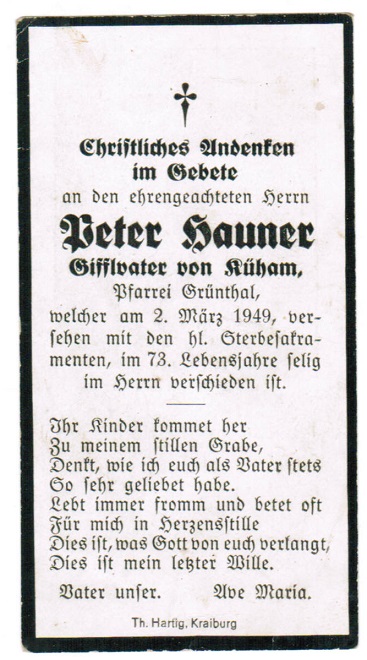 Christliches Andenken
im Gebete
an den ehrengeachteten Herrn
Peter Hauner
Gifflvater von Küham,
Pfarrei Grünthal,
welcher am 2. März 1949, ver-
sehen mit den hl. Sterbesakra-
menten, im 73. Lebensjahre selig
im Herrn verschieden ist.
Ihr Kinder kommet her
Zu meinem stillen Grabe,
Denkt, wie ich euch als Vater stets
So sehr geliebet habe.
Lebt immer fromm und betet oft
Für mich in Herzensstille
Dies ist, was Gott von euch verlangt,
Dies ist mein letzter Wille.
Vater unser. Ave Maria.
Th. Hartig, Kraiburg